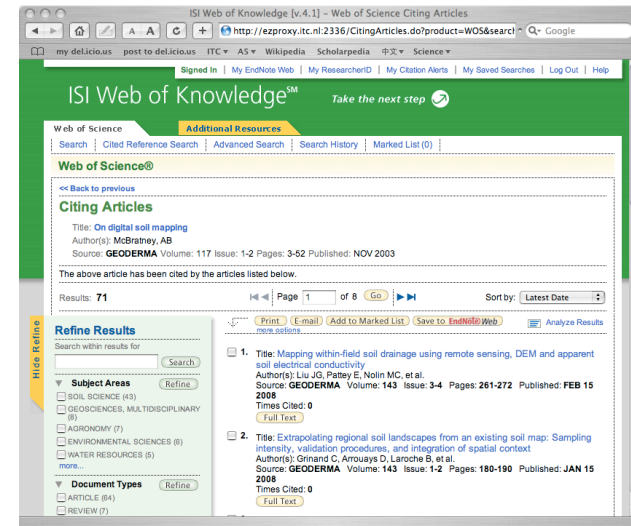 ISI Web of Knowledge [v.4.1] – Web of Science Citing Articles
A A
http://ezproxy.itc.nl:2336/CitingArticles.do?product=WOS&search
Google
my del.icio.us post to del.icio.us ITC AS Wikipedia Scholarpedia 中文 Science
Signed In | My EndNote Web | My ResearcherID | My Citation Alerts | My Saved Searches | Log Out | Help
ISI Web of Knowledge℠ Take the next step
Web of Science Additional Resources
Search Cited Reference Search Advanced Search Search History Marked List (0)
Web of Science®
<< Back to previous
Citing Articles
Title: On digital soil mapping
Author(s): McBratney, AB
Source: GEODERMA Volume: 117 Issue: 1-2 Pages: 3-52 Published: NOV 2003
The above article has been cited by the articles listed below.
Results: 71 Page 1 of 8 Go Sort by: Latest Date
Hide Refine
Refine Results
Search within results for
Search
Subject Areas Refine
SOIL SCIENCE (43)
GEOSCIENCES, MULTIDISCIPLINARY
(8)
AGRONOMY (7)
ENVIRONMENTAL SCIENCES (6)
WATER RESOURCES (5)
more...
Document Types Refine
ARTICLE (64)
REVIEW (7)
Print E-mail Add to Marked List Save to EndNote Web Analyze Results
more options
1. Title: Mapping within-field soil drainage using remote sensing, DEM and apparent
soil electrical conductivity
Author(s): Liu JG, Pattey E, Nolin MC, et al.
Source: GEODERMA Volume: 143 Issue: 3-4 Pages: 261-272 Published: FEB 15
2008
Times Cited: 0
Full Text
2. Title: Extrapolating regional soil landscapes from an existing soil map: Sampling
intensity, validation procedures, and integration of spatial context
Author(s): Grinand C, Arrouays D, Laroche B, et al.
Source: GEODERMA Volume: 143 Issue: 1-2 Pages: 180-190 Published: JAN 15
2008
Times Cited: 0
Full Text